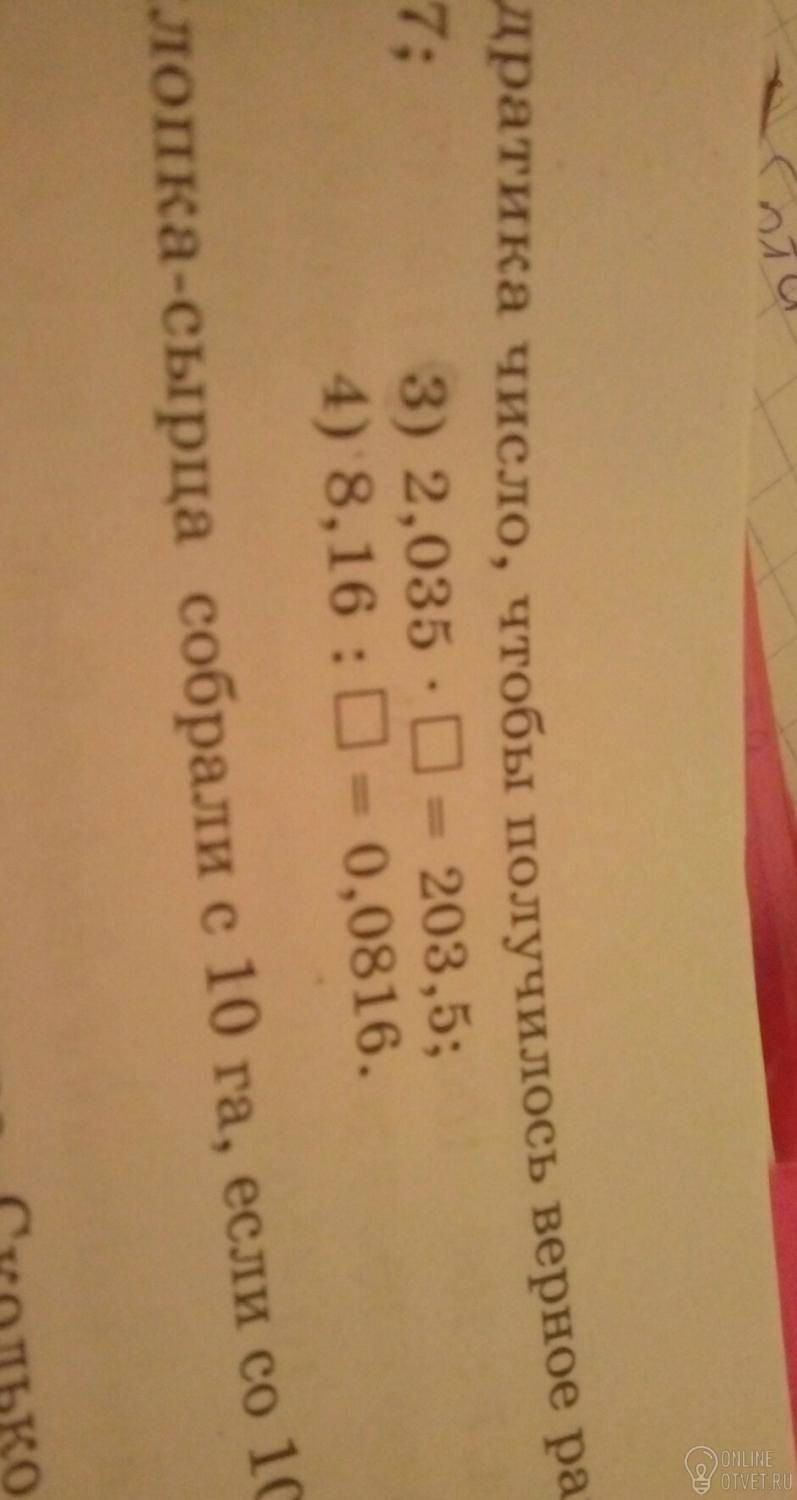 дратика число, чтобы получилось верное ра
7;
3) 2,035 · □ = 203,5;
4) 8,16 : □ = 0,0816.
лопка-сырца собрали с 10 га, если со 10
Сколько
ONLINE
OTVET.RU